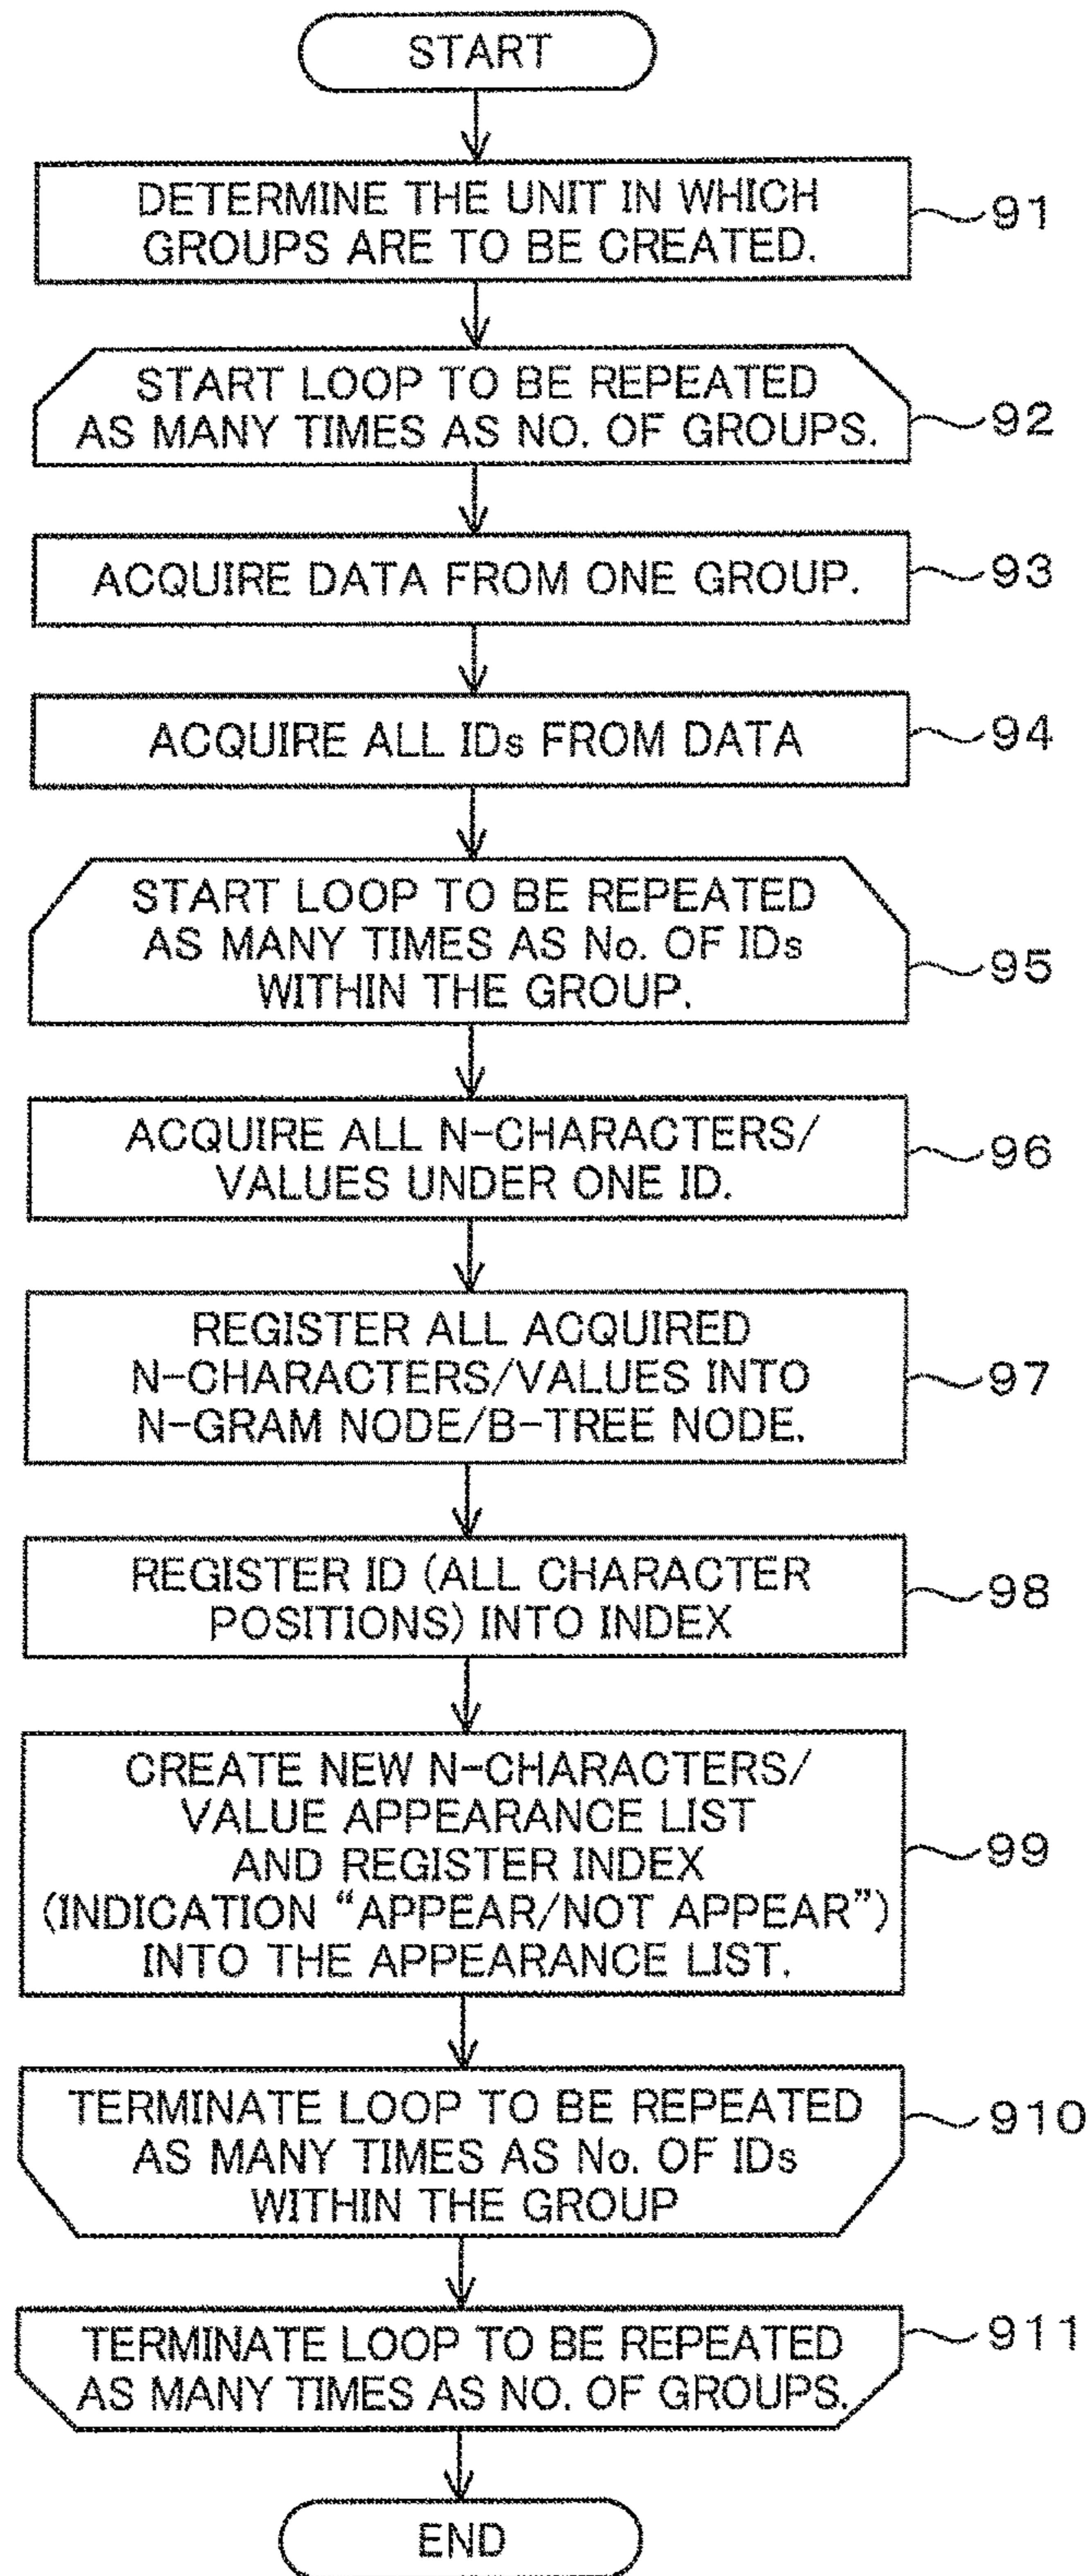 START
DETERMINE THE UNIT IN WHICH
GROUPS ARE TO BE CREATED.
91
START LOOP TO BE REPEATED
AS MANY TIMES AS NO. OF GROUPS.
92
ACQUIRE DATA FROM ONE GROUP.
93
ACQUIRE ALL IDs FROM DATA
94
START LOOP TO BE REPEATED
AS MANY TIMES AS No. OF IDs
WITHIN THE GROUP.
95
ACQUIRE ALL N-CHARACTERS/
VALUES UNDER ONE ID.
96
REGISTER ALL ACQUIRED
N-CHARACTERS/VALUES INTO
N-GRAM NODE/B-TREE NODE.
97
REGISTER ID (ALL CHARACTER
POSITIONS) INTO INDEX
98
CREATE NEW N-CHARACTERS/
VALUE APPEARANCE LIST
AND REGISTER INDEX
(INDICATION “APPEAR/NOT APPEAR”)
INTO THE APPEARANCE LIST.
99
TERMINATE LOOP TO BE REPEATED
AS MANY TIMES AS No. OF IDs
WITHIN THE GROUP
910
TERMINATE LOOP TO BE REPEATED
AS MANY TIMES AS NO. OF GROUPS.
911
END